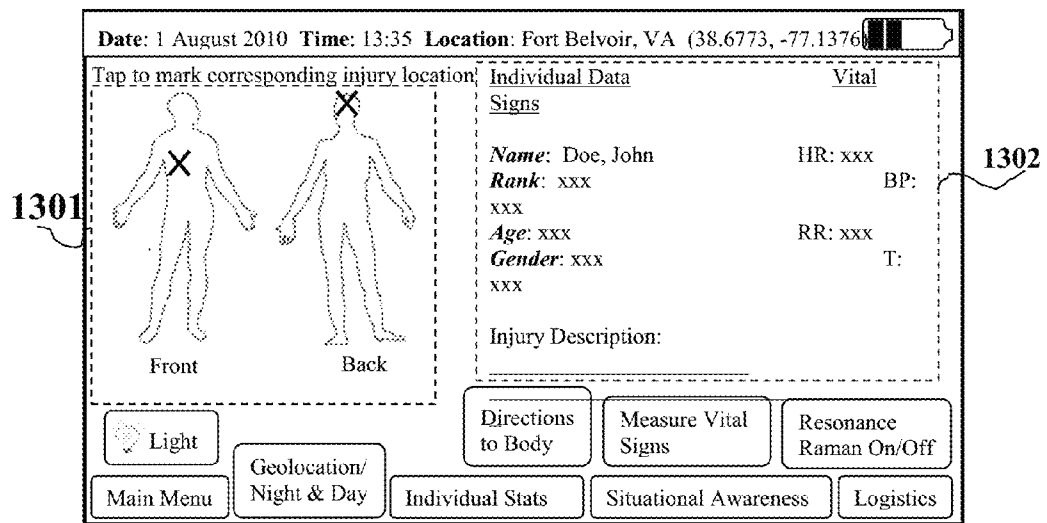 Date: 1 August 2010 Time: 13:35 Location: Fort Belvoir, VA (38.6773, -77.1376)
Tap to mark corresponding injury location
Individual Data Vital
Signs
Name: Doe, John HR: xxx
Rank: xxx BP:
xxx
Age: xxx RR: xxx
Gender: xxx T:
xxx
Injury Description:
Front Back
1301
1302
Directions
to Body
Measure Vital
Signs
Resonance
Raman On/Off
Light
Geolocation/
Night & Day
Main Menu
Individual Stats
Situational Awareness
Logistics